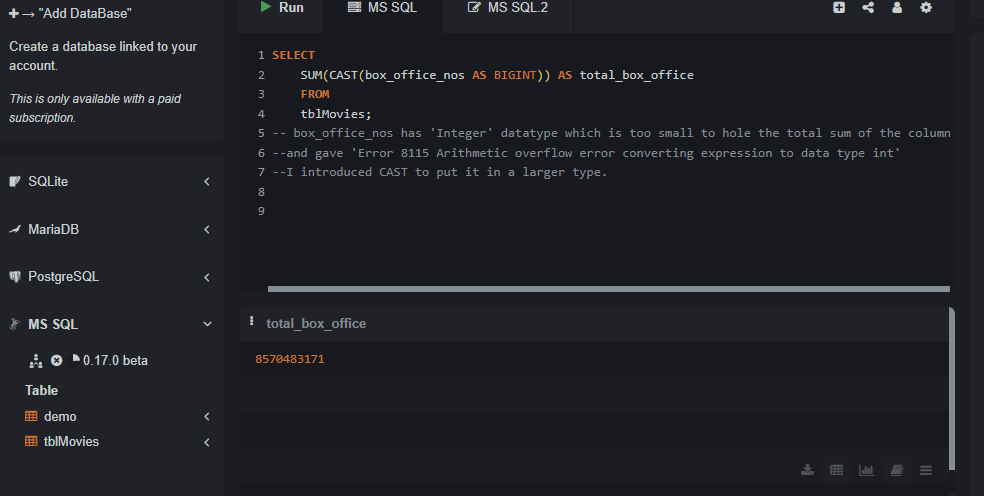 + → "Add DataBase"
Create a database linked to your
account.
This is only available with a paid
subscription.
SQLite
MariaDB
PostgreSQL
MS SQL
0.17.0 beta
Table
demo
tblMovies
Run
MS SQL
MS SQL.2
1 SELECT
2 SUM(CAST(box_office_nos AS BIGINT)) AS total_box_office
3 FROM
4 tblMovies;
5 -- box_office_nos has 'Integer' datatype which is too small to hole the total sum of the column
6 --and gave 'Error 8115 Arithmetic overflow error converting expression to data type int'
7 --I introduced CAST to put it in a larger type.
8
9
total_box_office
8570483171